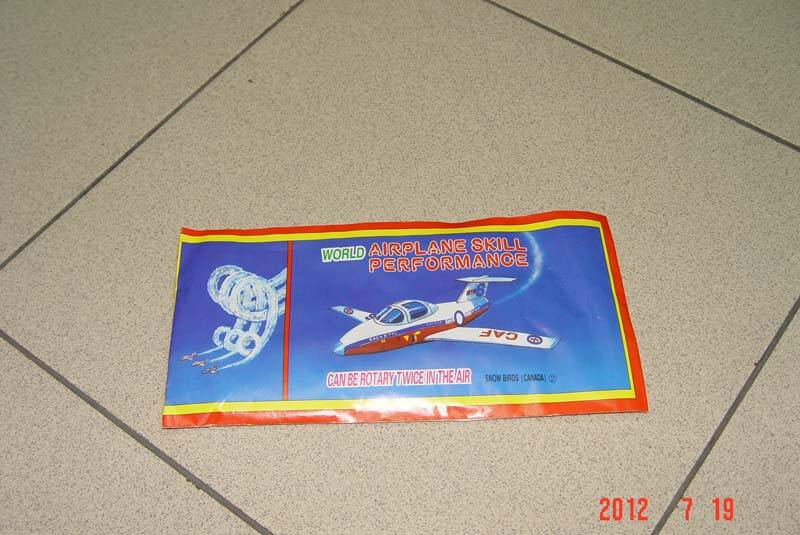 WORLD AIRPLANE SKILL
PERFORMANCE
CAF
CAN BE ROTARY TWICE IN THE AIR
SNOW BIRDS (CANADA)
2012 7 19